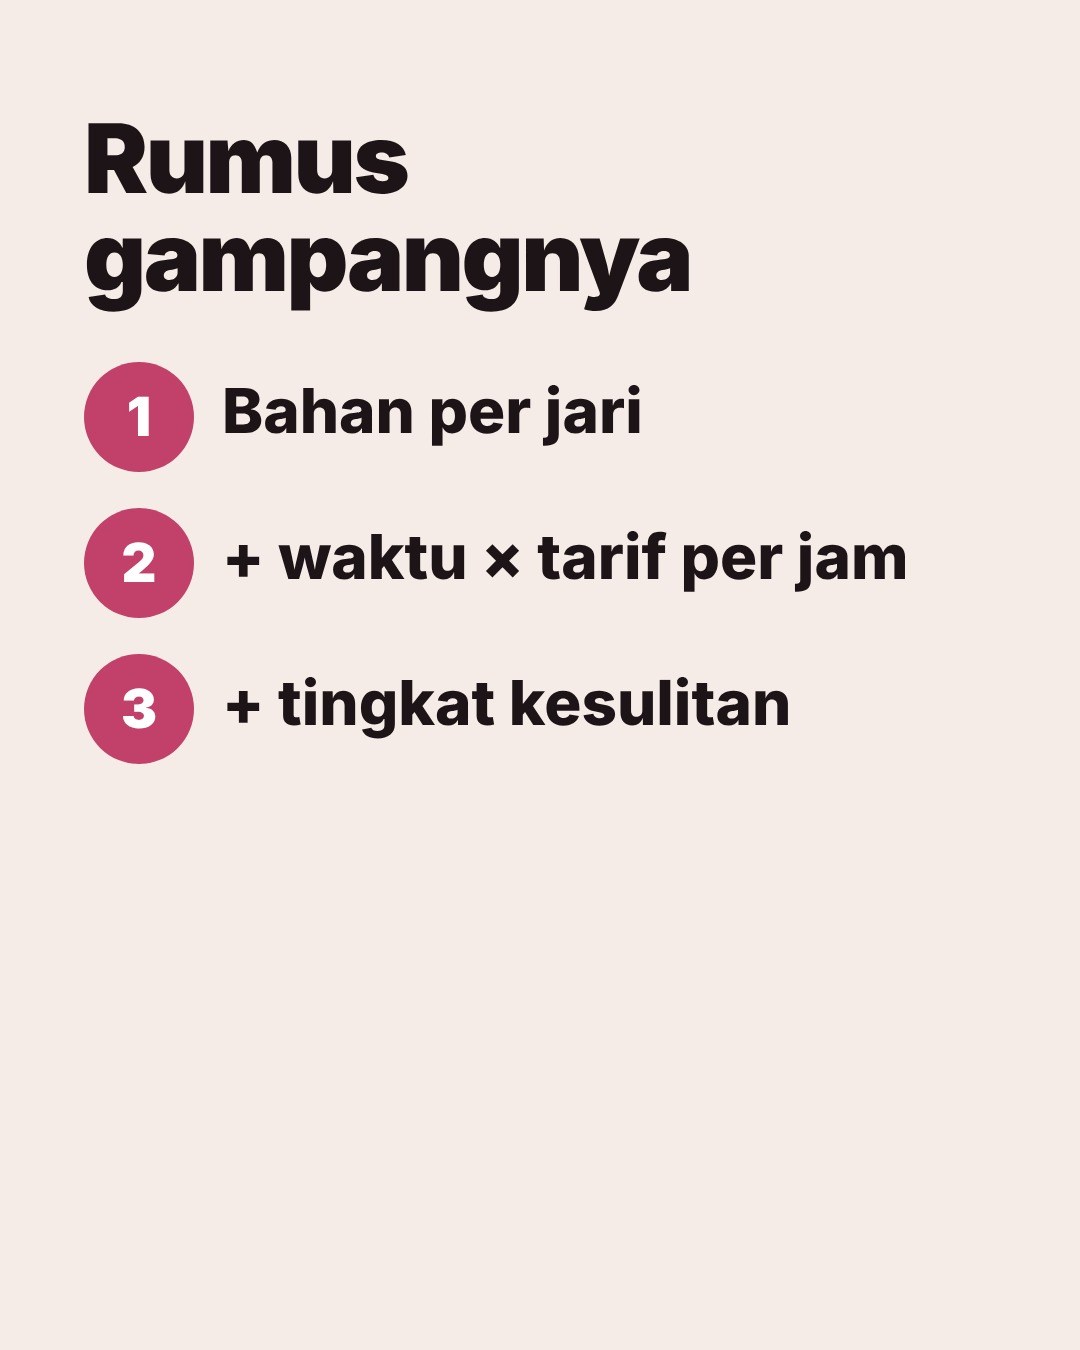 Rumus
gampangnya
1 Bahan per jari
2 + waktu × tarif per jam
3 + tingkat kesulitan